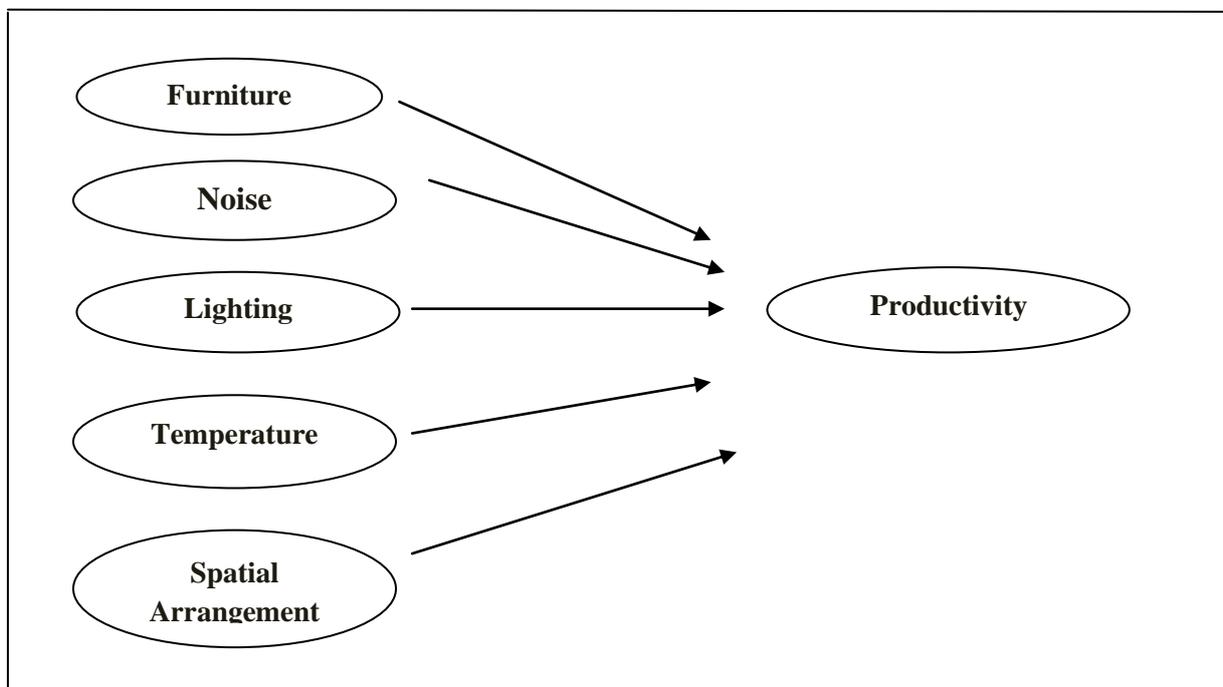 Furniture
Noise
Lighting
Productivity
Temperature
Spatial
Arrangement